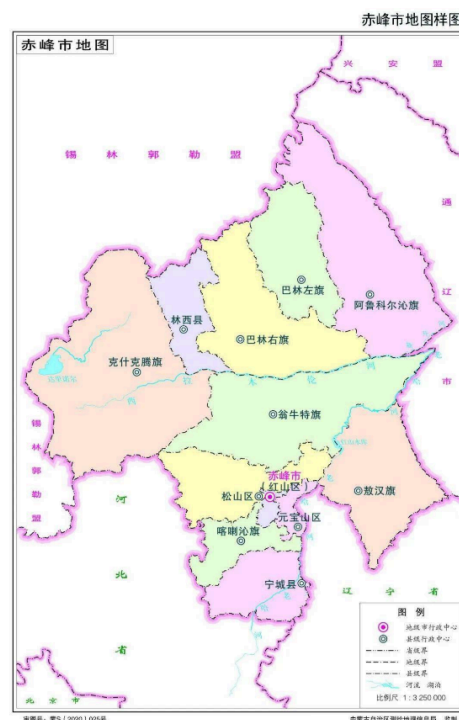 赤峰市地图样图
赤峰市地图
兴安盟
锡林郭勒盟
通辽市
巴林左旗
阿鲁科尔沁旗
林西县
巴林右旗
克什克腾旗
翁牛特旗
锡林郭勒盟
赤峰市
红山区
松山区
敖汉旗
元宝山区
喀喇沁旗
宁城县
河北省
辽宁省
北京市
图例
地级市行政中心
县级行政中心
省级界
地级界
县级界
河流 湖泊
比例尺 1:3 250 000